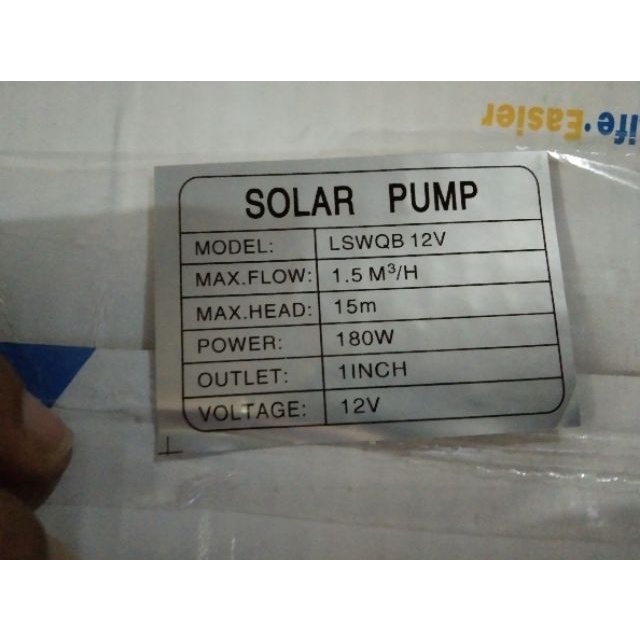 ife·Easier
SOLAR PUMP
MODEL: LSWQB 12V
MAX.FLOW: 1.5 M³/H
MAX.HEAD: 15m
POWER: 180W
OUTLET: 1INCH
VOLTAGE: 12V